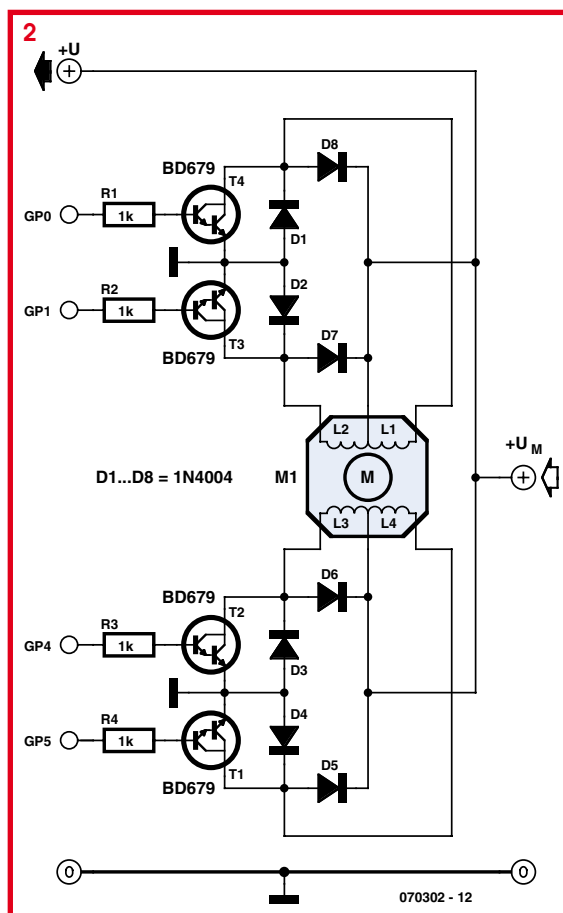 2
+U
BD679
D8
T4
R1
GP0
1k
D1
R2
D2
GP1
1k
T3
D7
BD679
L2
L1
+U M
D1...D8 = 1N4004
M1
M
L3
L4
BD679
D6
T2
R3
GP4
1k
D3
R4
D4
GP5
1k
T1
D5
BD679
0
0
070302 - 12